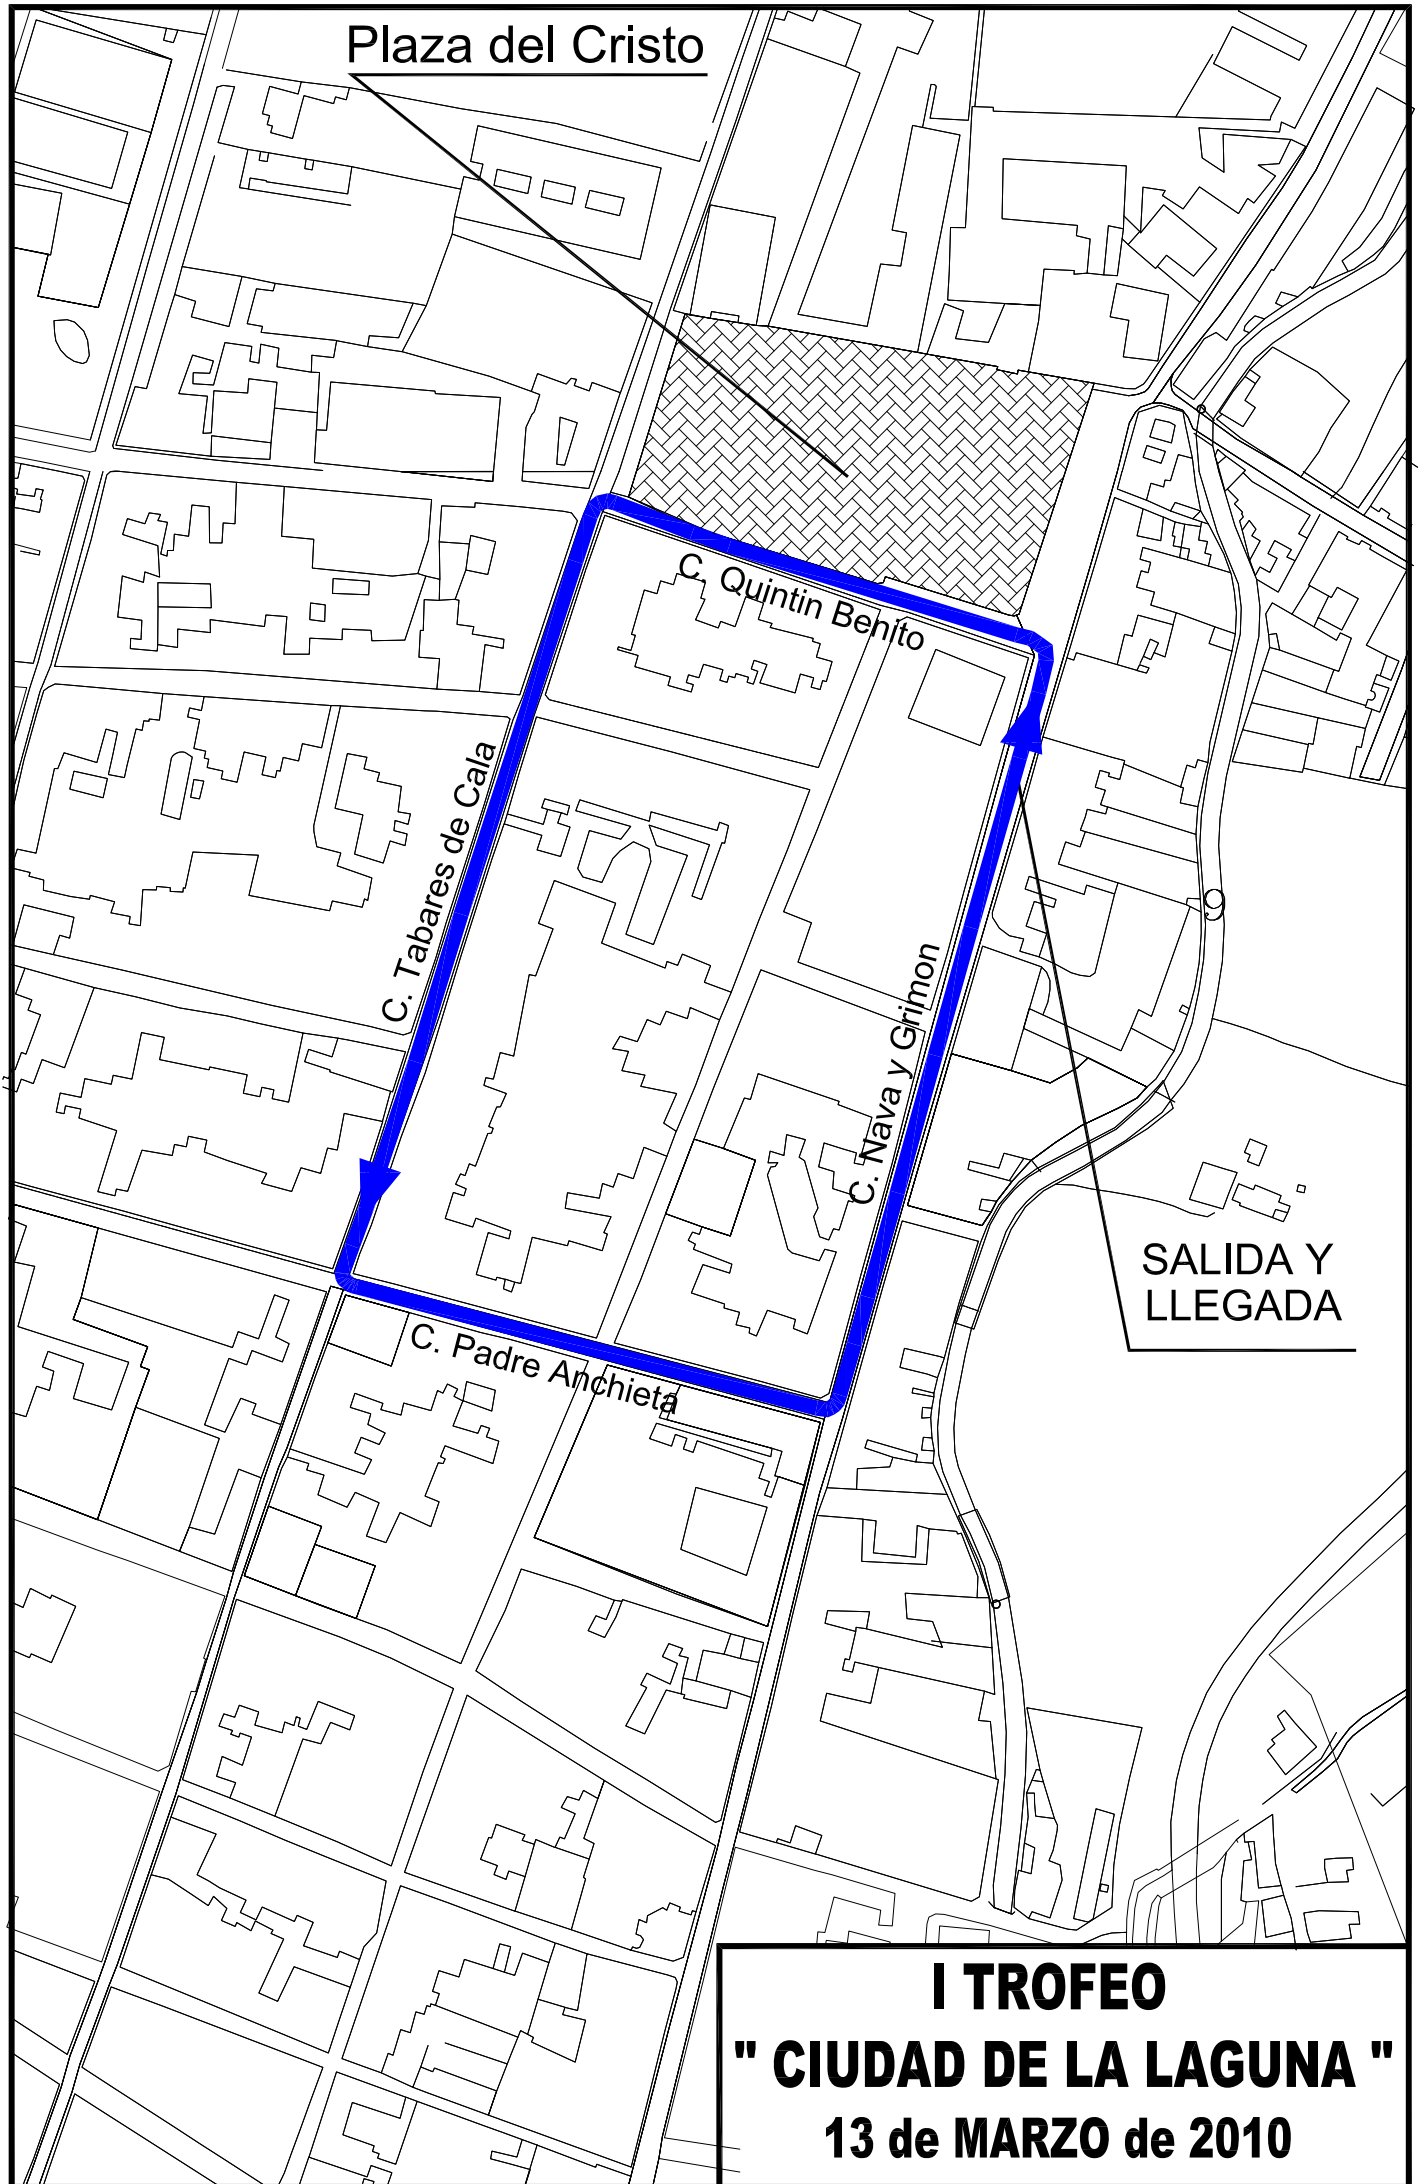 Plaza del Cristo
C. Quintin Benito
C. Tabares de Cala
C. Nava y Grimon
SALIDA Y
LLEGADA
C. Padre Anchieta
I TROFEO
" CIUDAD DE LA LAGUNA "
13 de MARZO de 2010